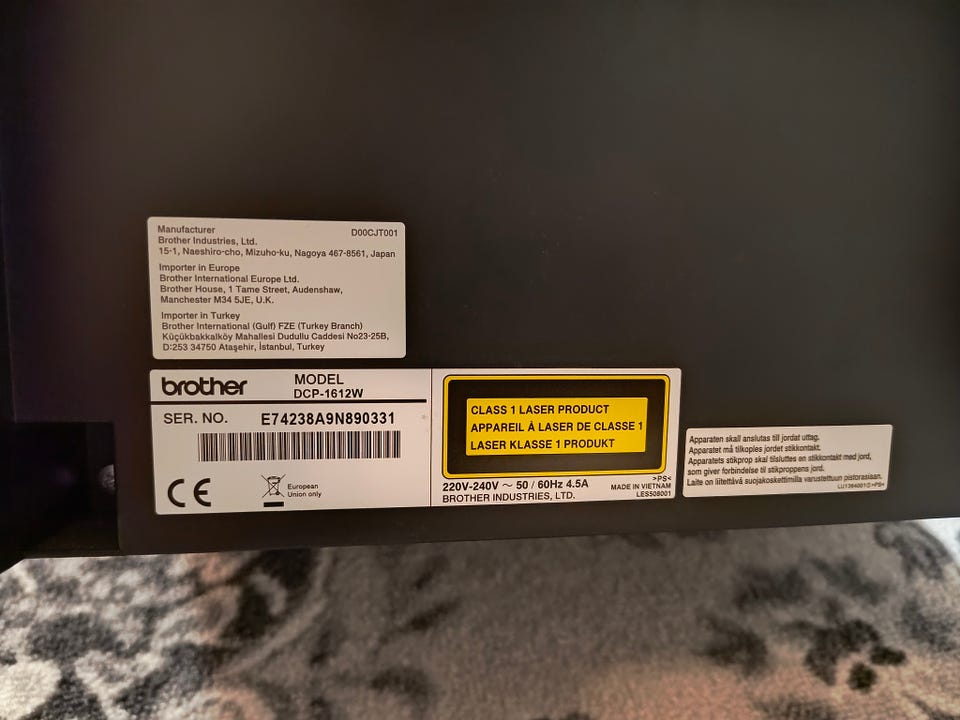 Manufacturer D00CJT001
Brother Industries, Ltd.
15-1, Naeshiro-cho, Mizuho-ku, Nagoya 467-8561, Japan
Importer in Europe
Brother International Europe Ltd.
Brother House, 1 Tame Street, Audenshaw,
Manchester M34 5JE, U.K.
Importer in Turkey
Brother International (Gulf) FZE (Turkey Branch)
Küçükbakkalköy Mahallesi Dudullu Caddesi No23-25B,
D:253 34750 Ataşehir, İstanbul, Turkey
brother MODEL
DCP-1612W
SER. NO. E74238A9N890331
CE
European
Union only
CLASS 1 LASER PRODUCT
APPAREIL À LASER DE CLASSE 1
LASER KLASSE 1 PRODUKT
220V-240V ~ 50 / 60Hz 4.5A
BROTHER INDUSTRIES, LTD.
>PS<
MADE IN VIETNAM
LES508001
Apparaten skall anslutas till jordat uttag.
Apparatet må tilkoples jordet stikkontakt.
Apparatets stikprop skal tilsluttes en stikkontakt med jord,
som giver forbindelse til stikproppens jord.
Laite on liitettävä suojakoskettimilla varustettuun pistorasiaan.
LU1364001 >PS<